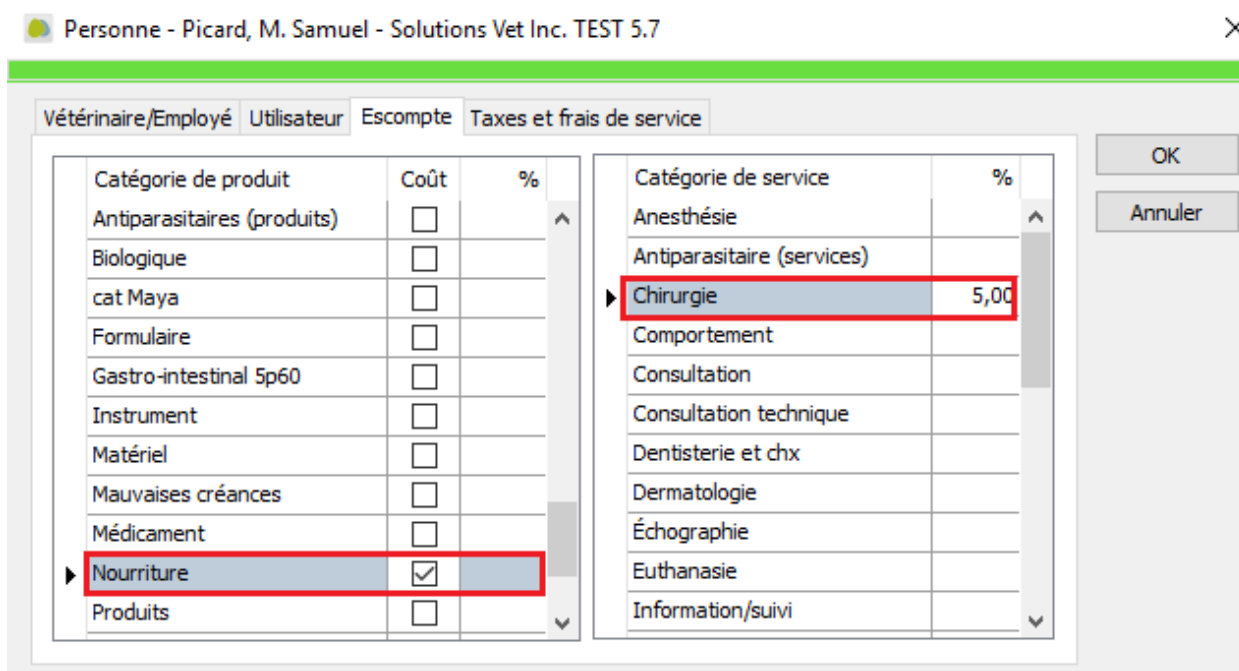 Personne - Picard, M. Samuel - Solutions Vet Inc. TEST 5.7
Vétérinaire/Employé Utilisateur Escompte Taxes et frais de service
OK
Annuler
Catégorie de produit Coût %
Antiparasitaires (produits)
Biologique
cat Maya
Formulaire
Gastro-intestinal 5p60
Instrument
Matériel
Mauvaises créances
Médicament
Nourriture
Produits
Catégorie de service %
Anesthésie
Antiparasitaire (services)
Chirurgie 5,00
Comportement
Consultation
Consultation technique
Dentisterie et chx
Dermatologie
Échographie
Euthanasie
Information/suivi